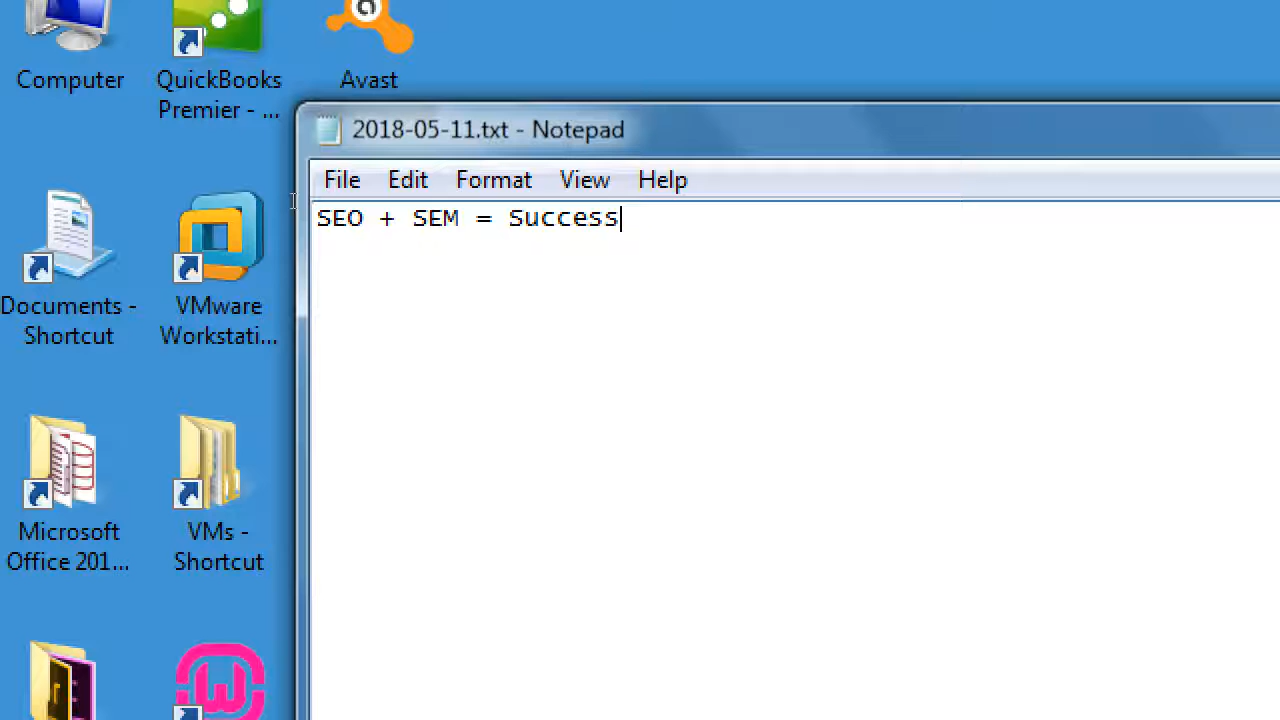 Computer
QuickBooks
Premier - ...
Avast
2018-05-11.txt - Notepad
File Edit Format View Help
SEO + SEM = Success
Documents -
Shortcut
VMware
Workstati...
Microsoft
Office 201...
VMs -
Shortcut